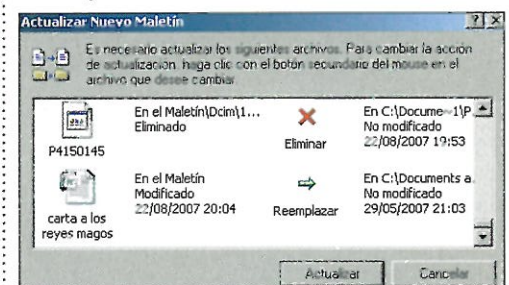 Actualizar Nuevo Maletín
Es necesario actualizar los siguientes archivos. Para cambiar la acción
de actualización, haga clic con el botón secundario del mouse en el
archivo que desee cambiar.
En el Maletín\Dcim\1...
Eliminado
Eliminar
En C:\Docume~1\P
No modificado
22/08/2007 19:53
P4150145
En el Maletín
Modificado
22/08/2007 20:04
Reemplazar
En C:\Documents a
No modificado
29/05/2007 21:03
carta a los
reyes magos
Actualizar
Cancelar